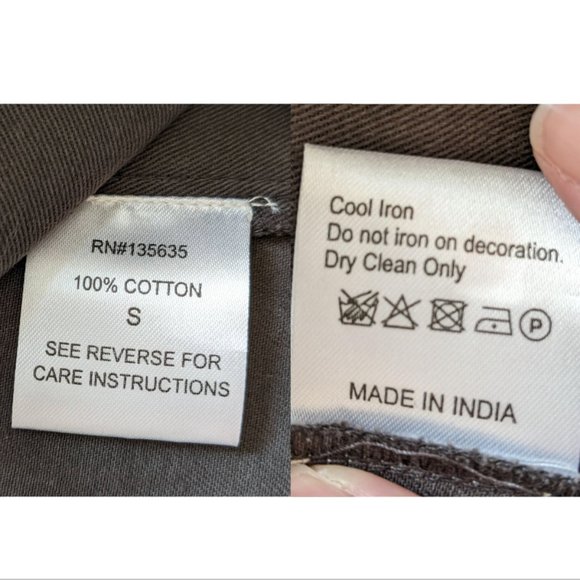 RN#135635
100% COTTON
S
SEE REVERSE FOR
CARE INSTRUCTIONS
Cool Iron
Do not iron on decoration.
Dry Clean Only
P
MADE IN INDIA